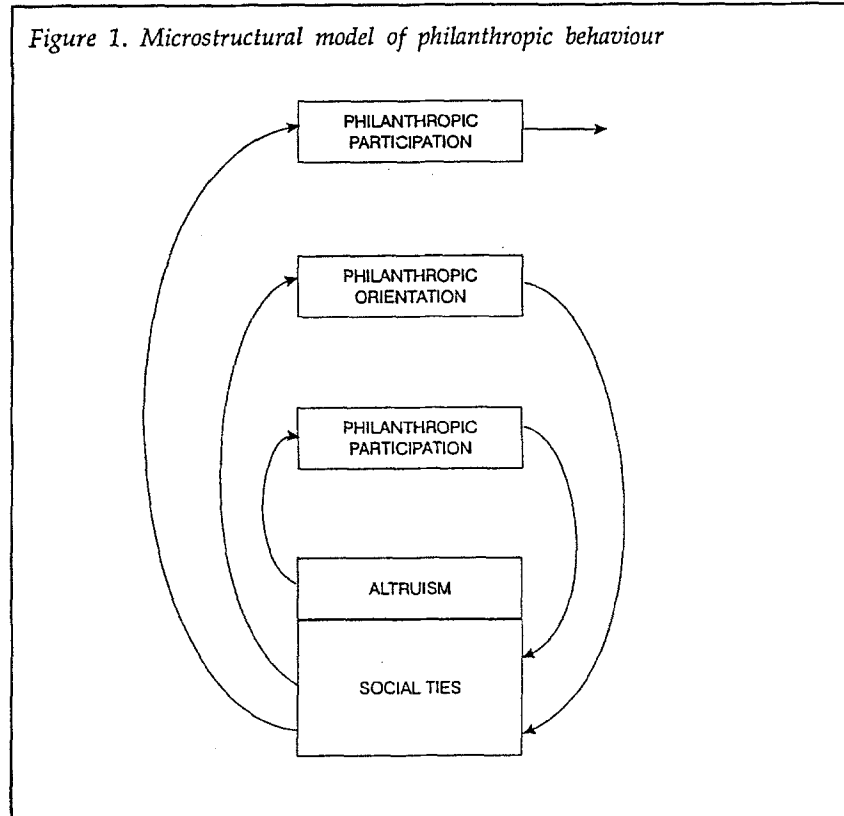 Figure 1. Microstructural model of philanthropic behaviour
PHILANTHROPIC
PARTICIPATION
PHILANTHROPIC
ORIENTATION
PHILANTHROPIC
PARTICIPATION
ALTRUISM
SOCIAL TIES